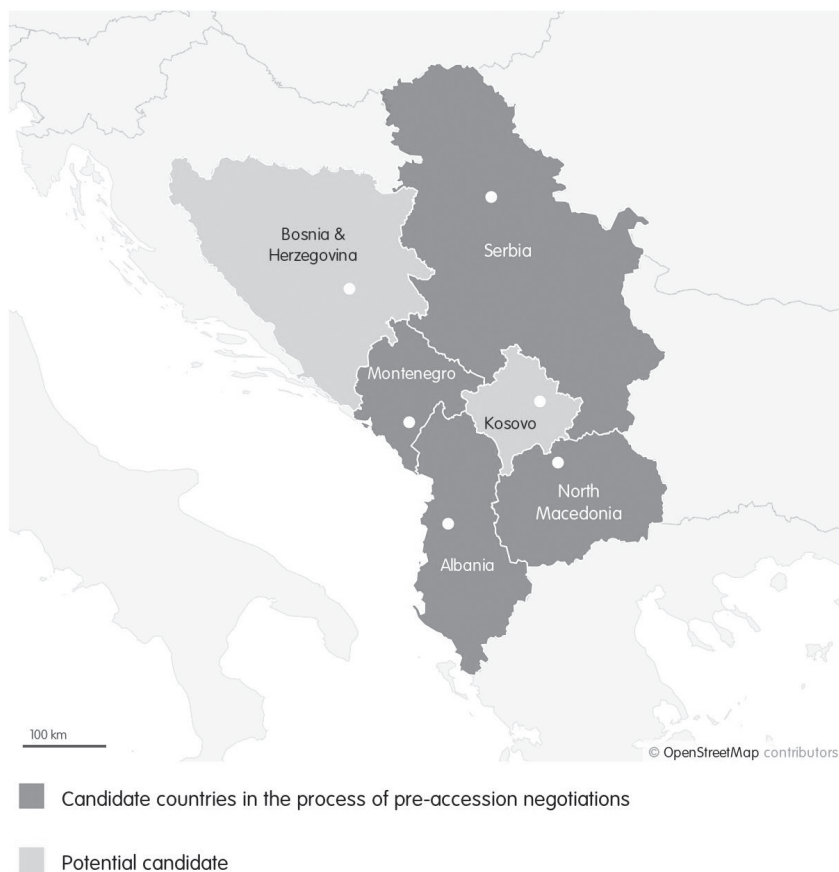 Bosnia &
Herzegovina
Serbia
Montenegro
Kosovo
North
Macedonia
Albania
100 km
© OpenStreetMap contributors
Candidate countries in the process of pre-accession negotiations
Potential candidate